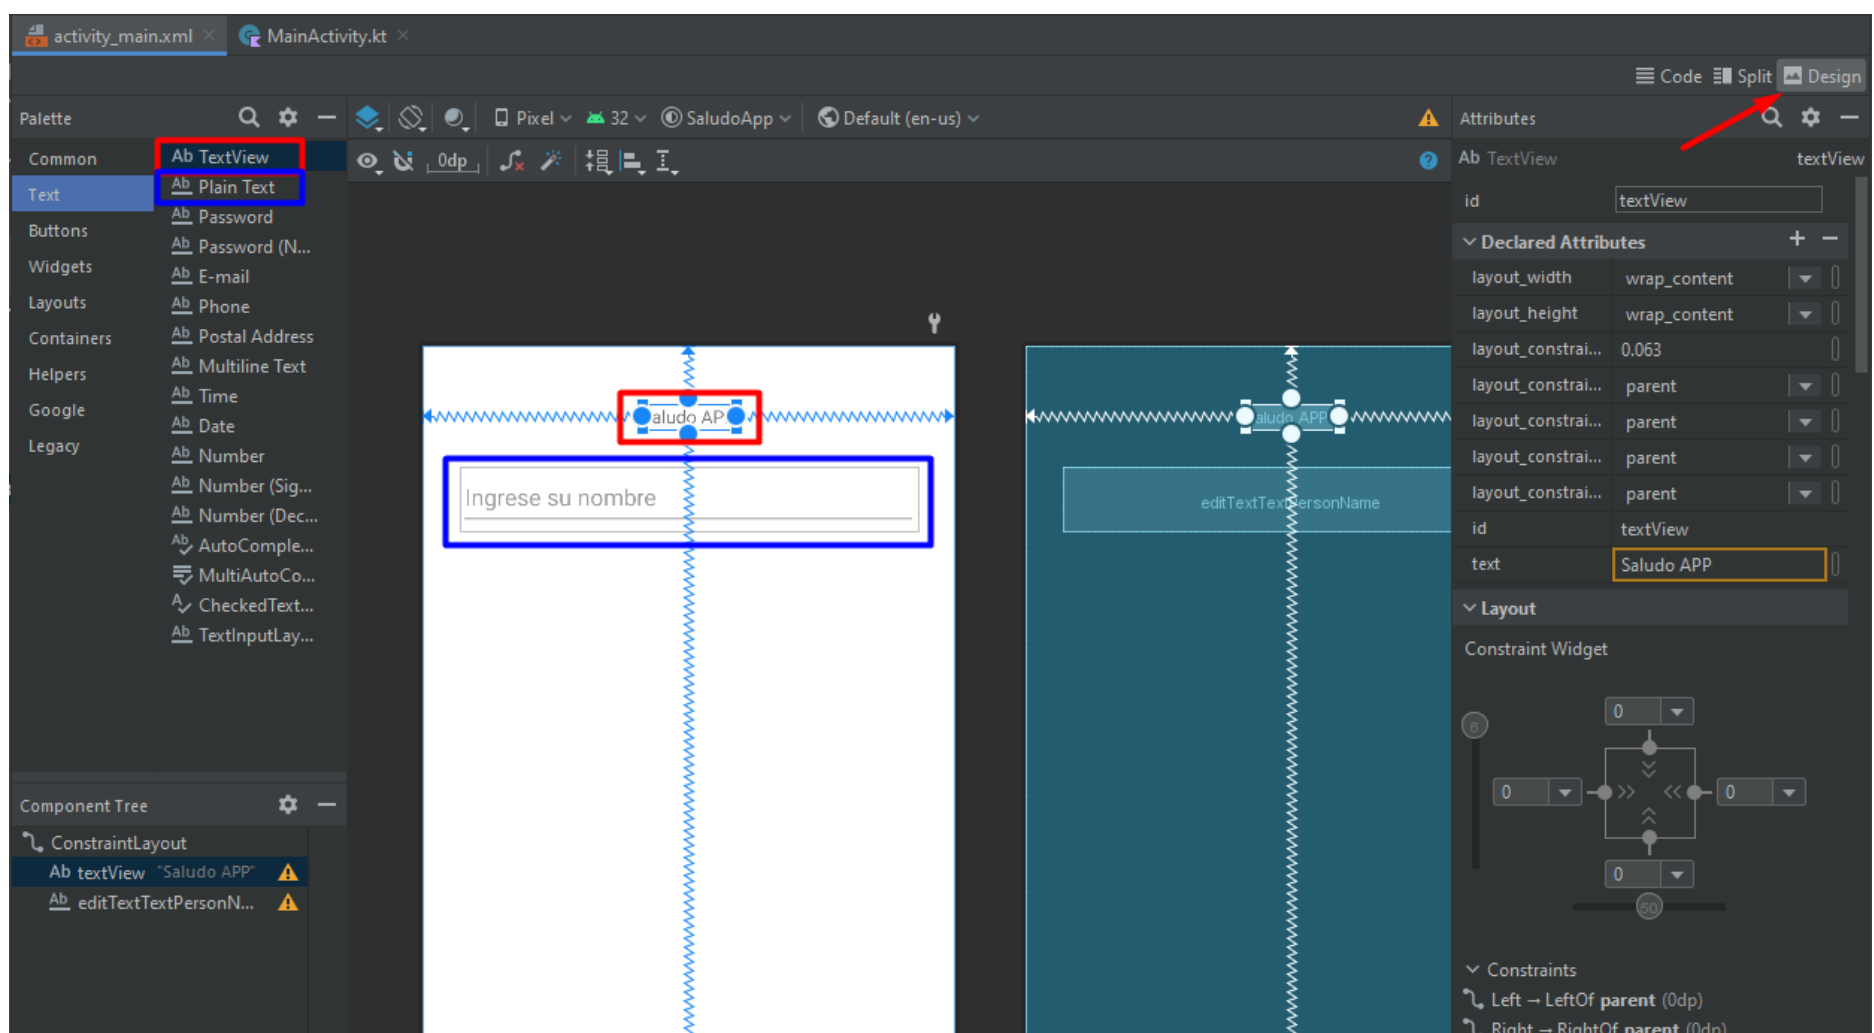 activity_main.xml
MainActivity.kt
Code
Split
Design
Palette
Pixel
32
SaludoApp
Default (en-us)
Attributes
Common
Text
Buttons
Widgets
Layouts
Containers
Helpers
Google
Legacy
Ab TextView
Ab Plain Text
Ab Password
Ab Password (N...
Ab E-mail
Ab Phone
Ab Postal Address
Ab Multiline Text
Ab Time
Ab Date
Ab Number
Ab Number (Sig...
Ab Number (Dec...
Ab AutoComple...
MultiAutoCo...
A CheckedText...
Ab TextInputLay...
0dp
?
aludo AP
Ingrese su nombre
aludo APP
editTextTextPersonName
Ab TextView
textView
id
textView
Declared Attributes
layout_width
wrap_content
layout_height
wrap_content
layout_constrai...
0.063
layout_constrai...
parent
layout_constrai...
parent
layout_constrai...
parent
layout_constrai...
parent
id
textView
text
Saludo APP
Layout
Constraint Widget
0
6
0
0
0
50
Constraints
Left → LeftOf parent (0dp)
Right → RightOf parent (0dp)
Component Tree
ConstraintLayout
Ab textView "Saludo APP"
Ab editTextTextPersonN...